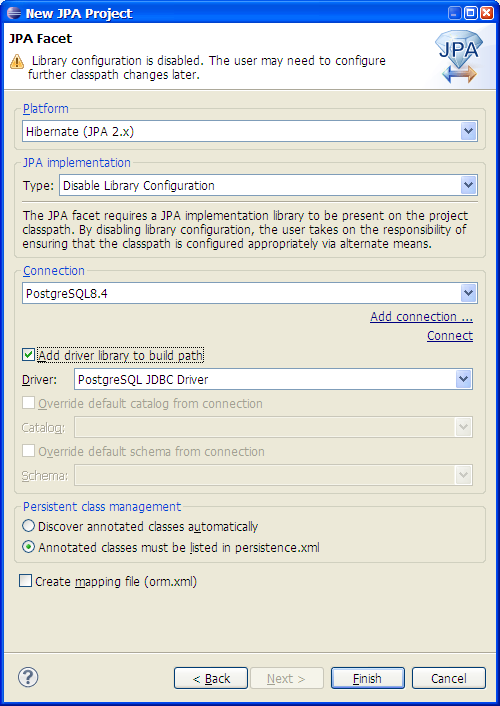 New JPA Project
JPA Facet
Library configuration is disabled. The user may need to configure
further classpath changes later.
JPA
Platform
Hibernate (JPA 2.x)
JPA implementation
Type: Disable Library Configuration
The JPA facet requires a JPA implementation library to be present on the project
classpath. By disabling library configuration, the user takes on the responsibility of
ensuring that the classpath is configured appropriately via alternate means.
Connection
PostgreSQL8.4
Add connection ...
Connect
Add driver library to build path
Driver: PostgreSQL JDBC Driver
Override default catalog from connection
Catalog:
Override default schema from connection
Schema:
Persistent class management
Discover annotated classes automatically
Annotated classes must be listed in persistence.xml
Create mapping file (orm.xml)
?
< Back
Next >
Finish
Cancel